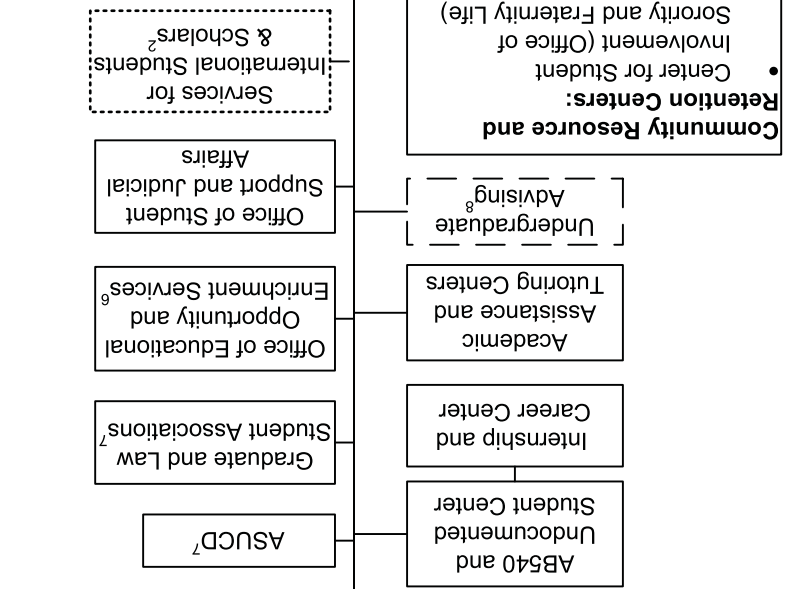 AB540 and
Undocumented
Student Center
Internship and
Career Center
Academic
Assistance and
Tutoring Centers
Undergraduate
Advising⁸
Community Resource and
Retention Centers:
• Center for Student
Involvement (Office of
Sorority and Fraternity Life)
ASUCD⁷
Graduate and Law
Student Associations⁷
Office of Educational
Opportunity and
Enrichment Services⁶
Office of Student
Support and Judicial
Affairs
Services for
International Students
& Scholars²